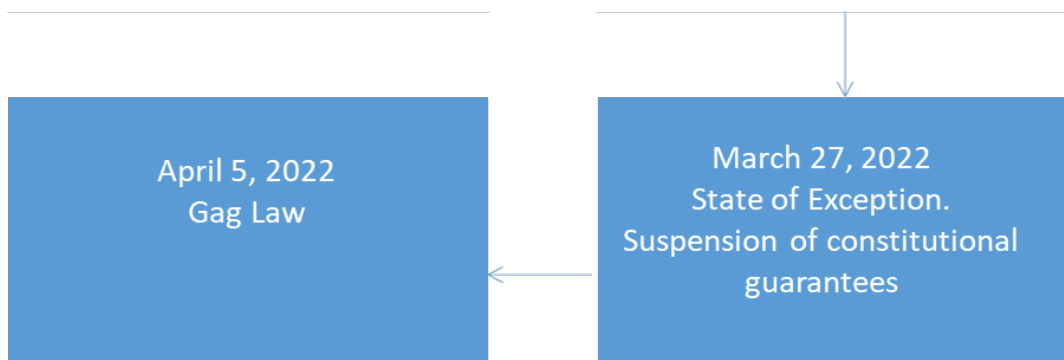 April 5, 2022
Gag Law
March 27, 2022
State of Exception.
Suspension of constitutional
guarantees